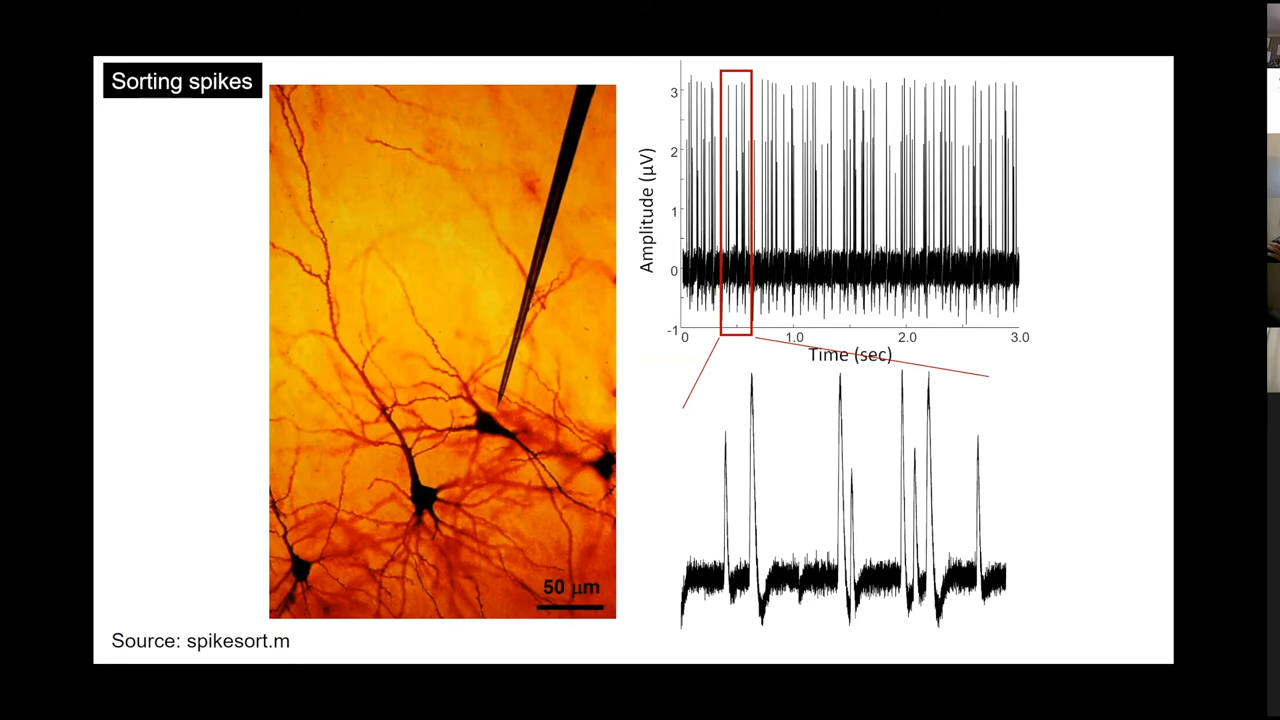 Sorting spikes
Amplitude (µV)
3
2
1
0
-1
0
1.0
2.0
3.0
Time (sec)
50 µm
Source: spikesort.m